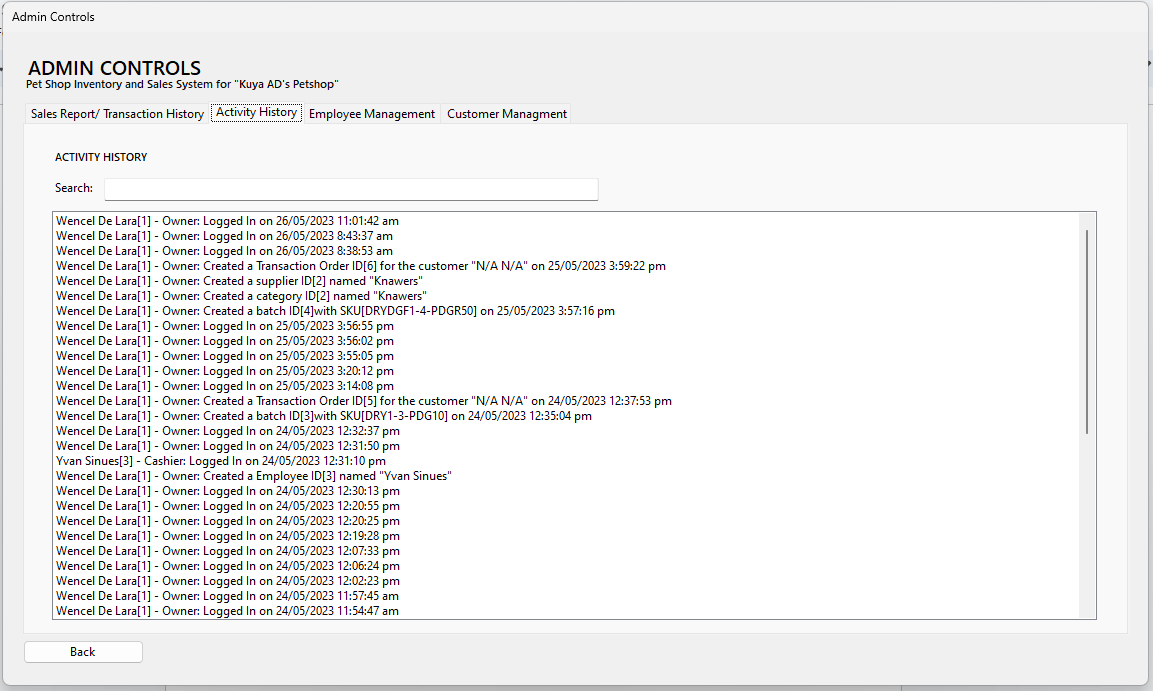 Admin Controls
ADMIN CONTROLS
Pet Shop Inventory and Sales System for "Kuya AD's Petshop"
Sales Report/ Transaction History Activity History Employee Management Customer Managment
ACTIVITY HISTORY
Search:
Wencel De Lara[1] - Owner: Logged In on 26/05/2023 11:01:42 am
Wencel De Lara[1] - Owner: Logged In on 26/05/2023 8:43:37 am
Wencel De Lara[1] - Owner: Logged In on 26/05/2023 8:38:53 am
Wencel De Lara[1] - Owner: Created a Transaction Order ID[6] for the customer "N/A N/A" on 25/05/2023 3:59:22 pm
Wencel De Lara[1] - Owner: Created a supplier ID[2] named "Knawers"
Wencel De Lara[1] - Owner: Created a category ID[2] named "Knawers"
Wencel De Lara[1] - Owner: Created a batch ID[4]with SKU[DRYDGF1-4-PDGR50] on 25/05/2023 3:57:16 pm
Wencel De Lara[1] - Owner: Logged In on 25/05/2023 3:56:55 pm
Wencel De Lara[1] - Owner: Logged In on 25/05/2023 3:56:02 pm
Wencel De Lara[1] - Owner: Logged In on 25/05/2023 3:55:05 pm
Wencel De Lara[1] - Owner: Logged In on 25/05/2023 3:20:12 pm
Wencel De Lara[1] - Owner: Logged In on 25/05/2023 3:14:08 pm
Wencel De Lara[1] - Owner: Created a Transaction Order ID[5] for the customer "N/A N/A" on 24/05/2023 12:37:53 pm
Wencel De Lara[1] - Owner: Created a batch ID[3]with SKU[DRY1-3-PDG10] on 24/05/2023 12:35:04 pm
Wencel De Lara[1] - Owner: Logged In on 24/05/2023 12:32:37 pm
Wencel De Lara[1] - Owner: Logged In on 24/05/2023 12:31:50 pm
Yvan Sinues[3] - Cashier: Logged In on 24/05/2023 12:31:10 pm
Wencel De Lara[1] - Owner: Created a Employee ID[3] named "Yvan Sinues"
Wencel De Lara[1] - Owner: Logged In on 24/05/2023 12:30:13 pm
Wencel De Lara[1] - Owner: Logged In on 24/05/2023 12:20:55 pm
Wencel De Lara[1] - Owner: Logged In on 24/05/2023 12:20:25 pm
Wencel De Lara[1] - Owner: Logged In on 24/05/2023 12:19:28 pm
Wencel De Lara[1] - Owner: Logged In on 24/05/2023 12:07:33 pm
Wencel De Lara[1] - Owner: Logged In on 24/05/2023 12:06:24 pm
Wencel De Lara[1] - Owner: Logged In on 24/05/2023 12:02:23 pm
Wencel De Lara[1] - Owner: Logged In on 24/05/2023 11:57:45 am
Wencel De Lara[1] - Owner: Logged In on 24/05/2023 11:54:47 am
Back